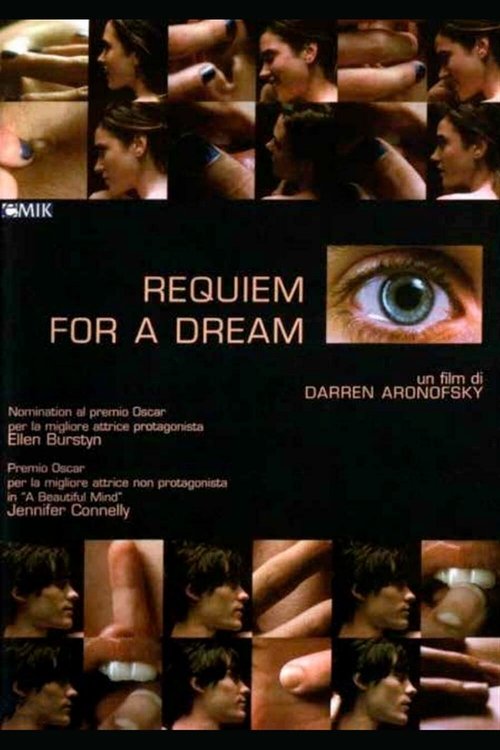 MIK
REQUIEM
FOR A DREAM
un film di
DARREN ARONOFSKY
Nomination al premio Oscar
per la migliore attrice protagonista
Ellen Burstyn
Premio Oscar
per la migliore attrice non protagonista
in "A Beautiful Mind"
Jennifer Connelly